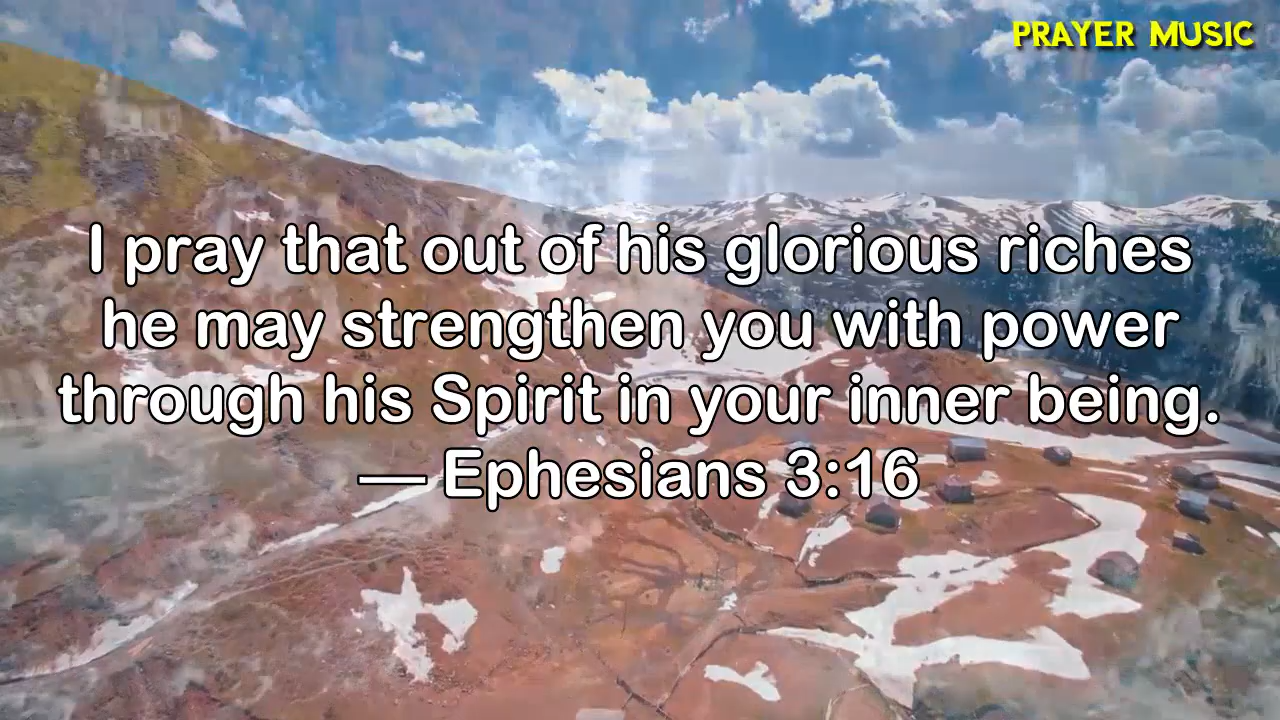 PRAYER MUSIC
I pray that out of his glorious riches
he may strengthen you with power
through his Spirit in your inner being.
— Ephesians 3:16